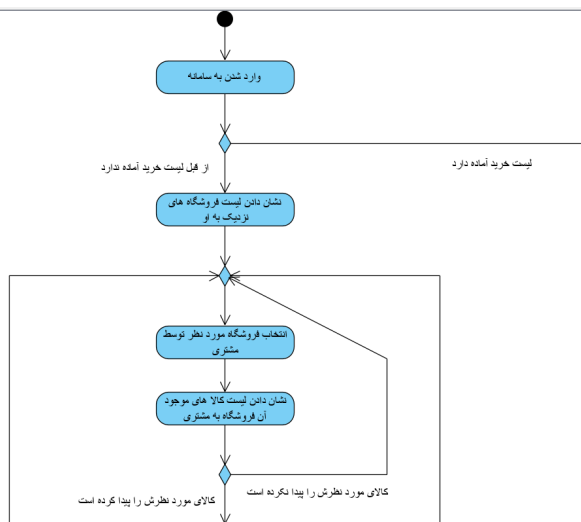 وارد شدن به سامانه
لیست خرید آماده دارد
از قبل لیست خرید آماده ندارد
نشان دادن لیست فروشگاه های
نزدیک به او
انتخاب فروشگاه مورد نظر توسط
مشتری
نشان دادن لیست کالا های موجود
آن فروشگاه به مشتری
کالای مورد نظرش را پیدا نکرده است
کالای مورد نظرش را پیدا کرده است